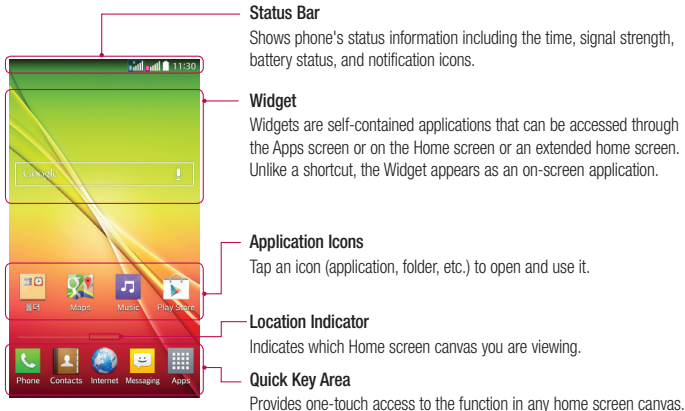 Status Bar
Shows phone's status information including the time, signal strength,
battery status, and notification icons.
11:30
Widget
Widgets are self-contained applications that can be accessed through
the Apps screen or on the Home screen or an extended home screen.
Unlike a shortcut, the Widget appears as an on-screen application.
Google
Application Icons
Tap an icon (application, folder, etc.) to open and use it.
폴더 Maps Music Play Store
Location Indicator
Indicates which Home screen canvas you are viewing.
Phone Contacts Internet Messaging Apps
Quick Key Area
Provides one-touch access to the function in any home screen canvas.